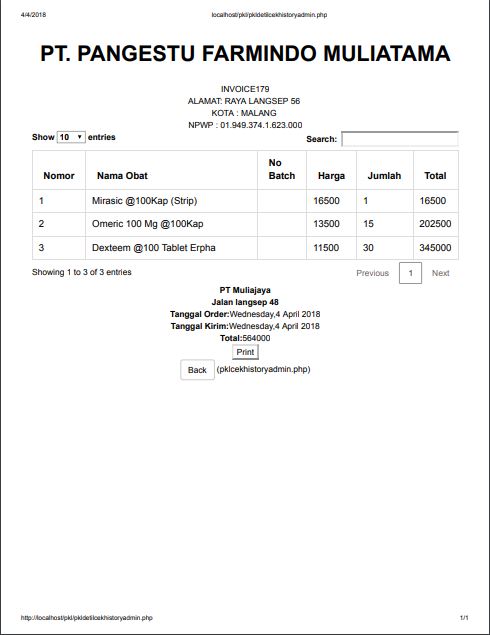 4/4/2018 localhost/pkl/pkldetilcekhistoryadmin.php
PT. PANGESTU FARMINDO MULIATAMA
INVOICE179
ALAMAT: RAYA LANGSEP 56
KOTA : MALANG
NPWP : 01.949.374.1.623.000
Show 10 entries Search:
Nomor Nama Obat No Batch Harga Jumlah Total
1 Mirasic @100Kap (Strip) 16500 1 16500
2 Omeric 100 Mg @100Kap 13500 15 202500
3 Dexteem @100 Tablet Erpha 11500 30 345000
Showing 1 to 3 of 3 entries Previous 1 Next
PT Muliajaya
Jalan langsep 48
Tanggal Order:Wednesday,4 April 2018
Tanggal Kirim:Wednesday,4 April 2018
Total:564000
Print
Back (pklcekhistoryadmin.php)
http://localhost/pkl/pkldetilcekhistoryadmin.php 1/1